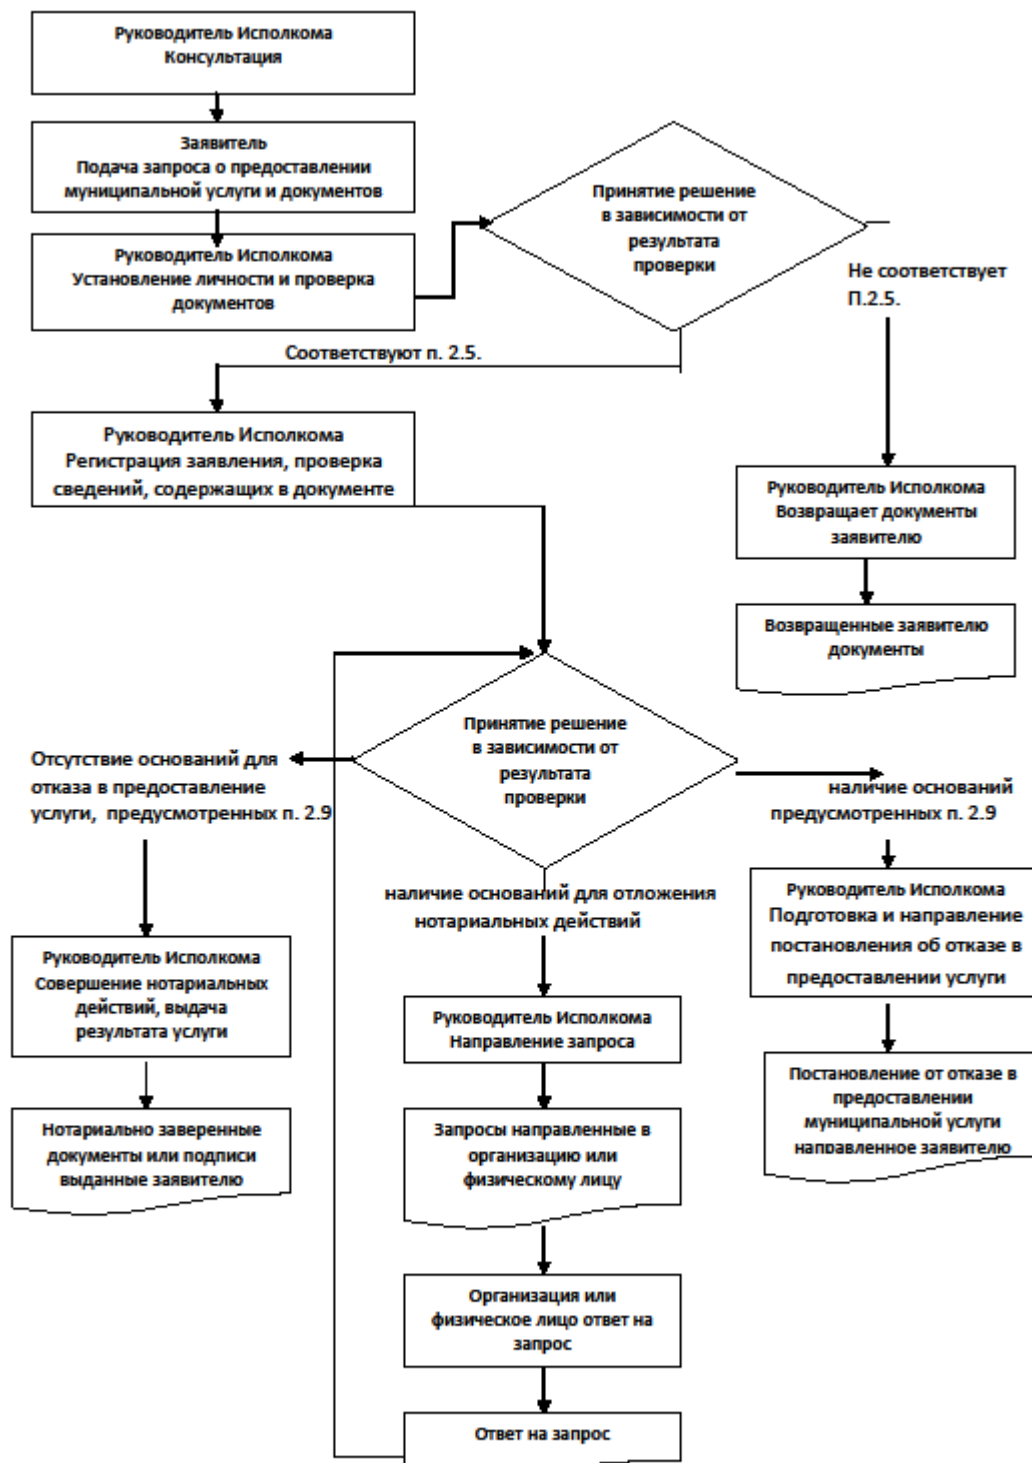 Руководитель Исполкома
Консультация
Заявитель
Подача запроса о предоставлении
муниципальной услуги и документов
Руководитель Исполкома
Установление личности и проверка
документов
Принятие решение
в зависимости от
результата
проверки
Не соответствует
П.2.5.
Соответствуют п. 2.5.
Руководитель Исполкома
Регистрация заявления, проверка
сведений, содержащих в документе
Руководитель Исполкома
Возвращает документы
заявителю
Возвращенные заявителю
документы
Принятие решение
в зависимости от
результата
проверки
Отсутствие оснований для
отказа в предоставление
услуги, предусмотренных п. 2.9
наличие оснований
предусмотренных п. 2.9
наличие оснований для отложения
нотариальных действий
Руководитель Исполкома
Подготовка и направление
постановления об отказе в
предоставлении услуги
Руководитель Исполкома
Совершение нотариальных
действий, выдача
результата услуги
Руководитель Исполкома
Направление запроса
Постановление от отказе в
предоставлении
муниципальной услуги
направленное заявителю
Нотариально заверенные
документы или подписи
выданные заявителю
Запросы направленные в
организацию или
физическому лицу
Организация или
физическое лицо ответ на
запрос
Ответ на запрос